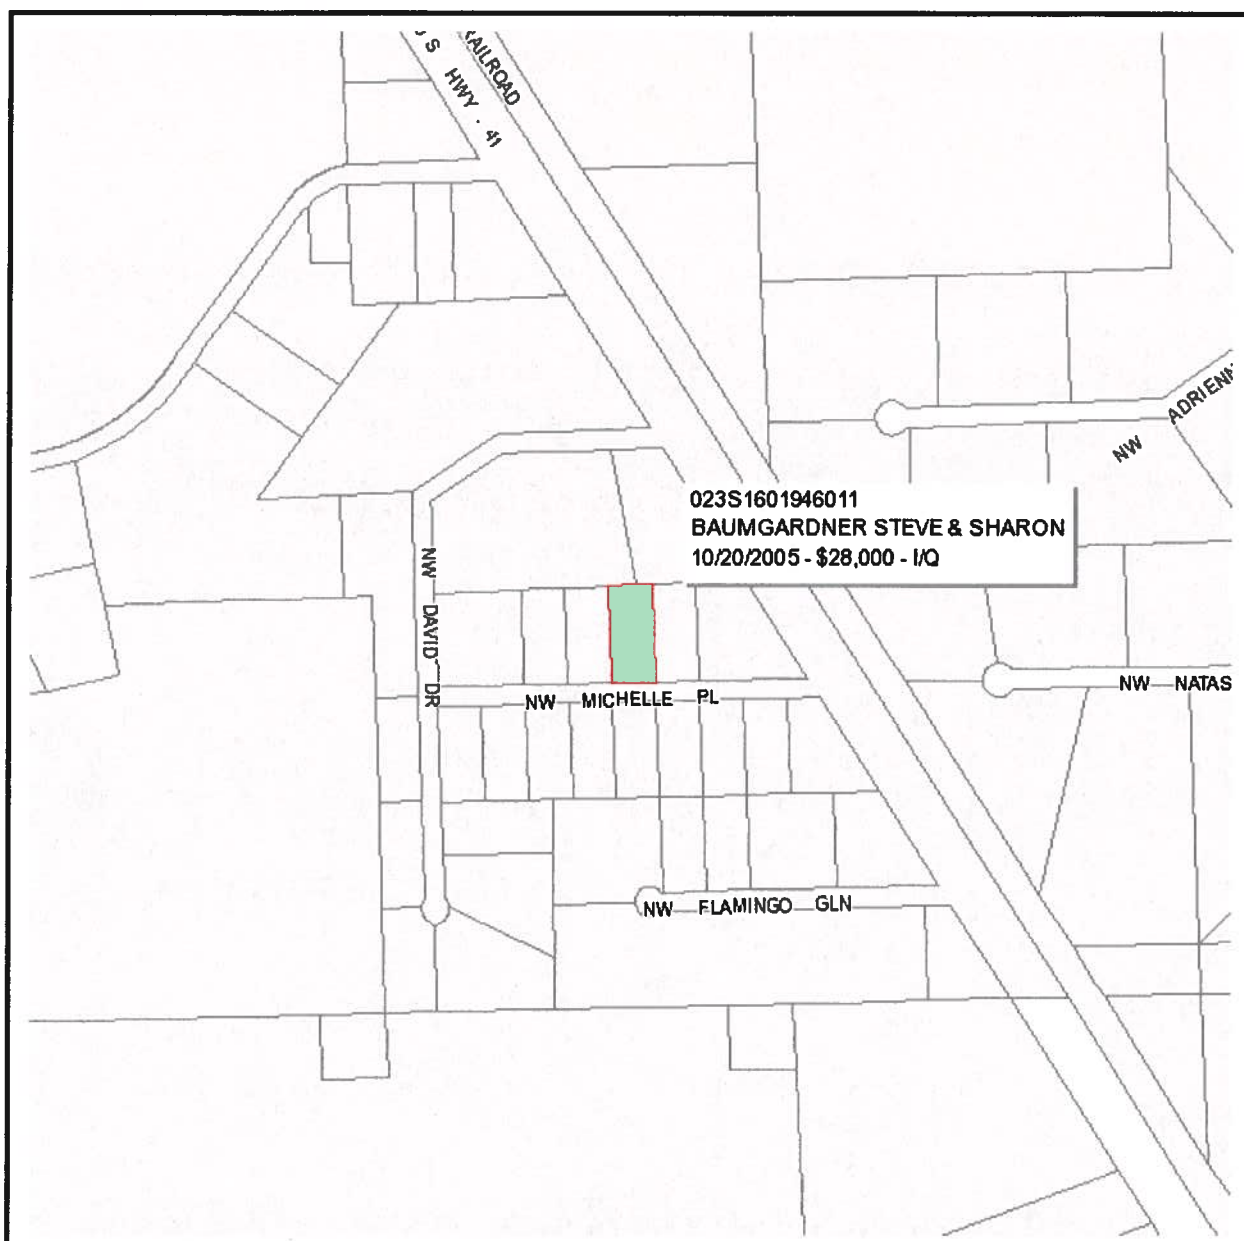 U S HWY - 41
RAILROAD
NW ADRIENN
023S1601946011
BAUMGARDNER STEVE & SHARON
10/20/2005 - $28,000 - I/Q
NW DAVID DR
NW MICHELLE PL
NW NATAS
NW FLAMINGO GLN